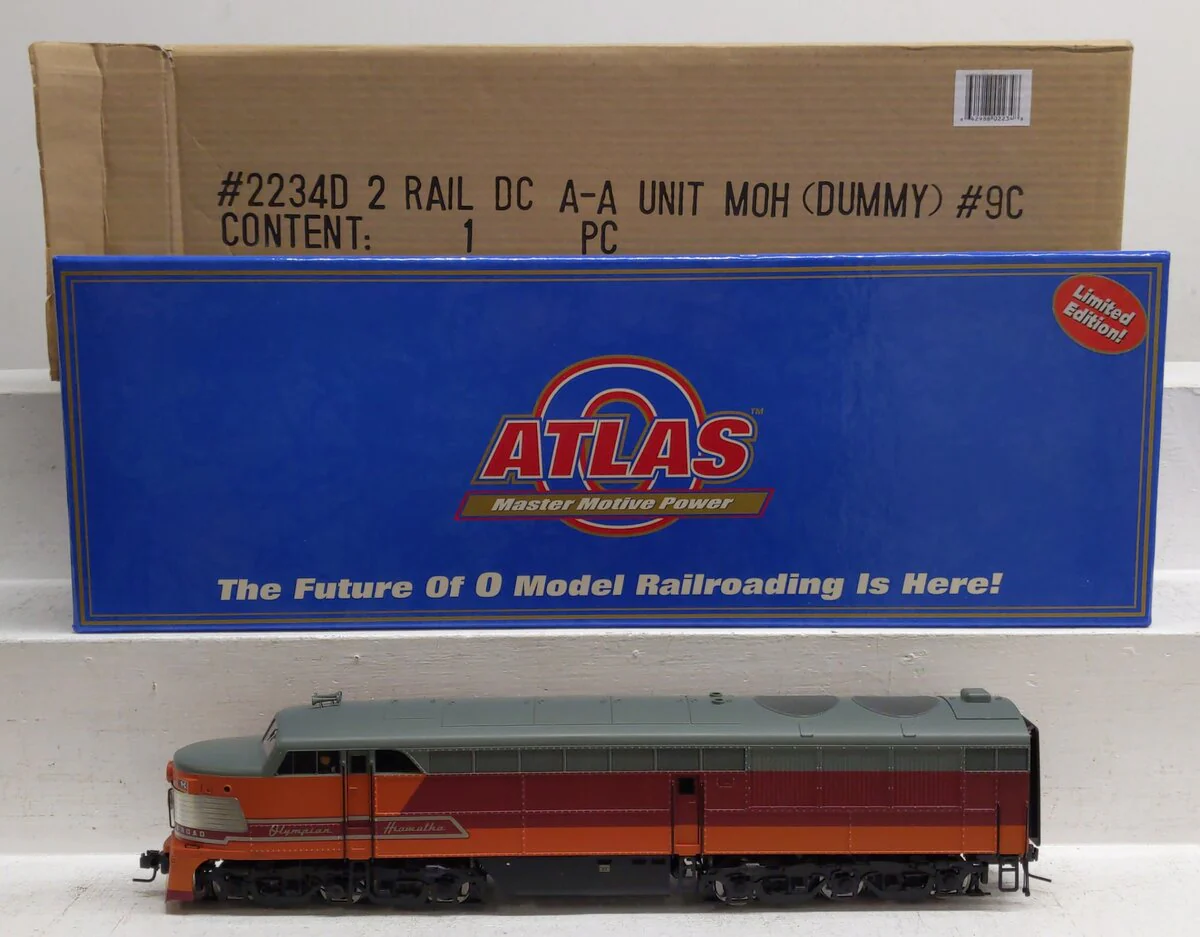 #2234D 2 RAIL DC A-A UNIT MOH (DUMMY) #9C
CONTENT: 1 PC
Limited
Edition!
ATLAS™
O
Master Motive Power
The Future Of O Model Railroading Is Here!
Olympian Hiawatha